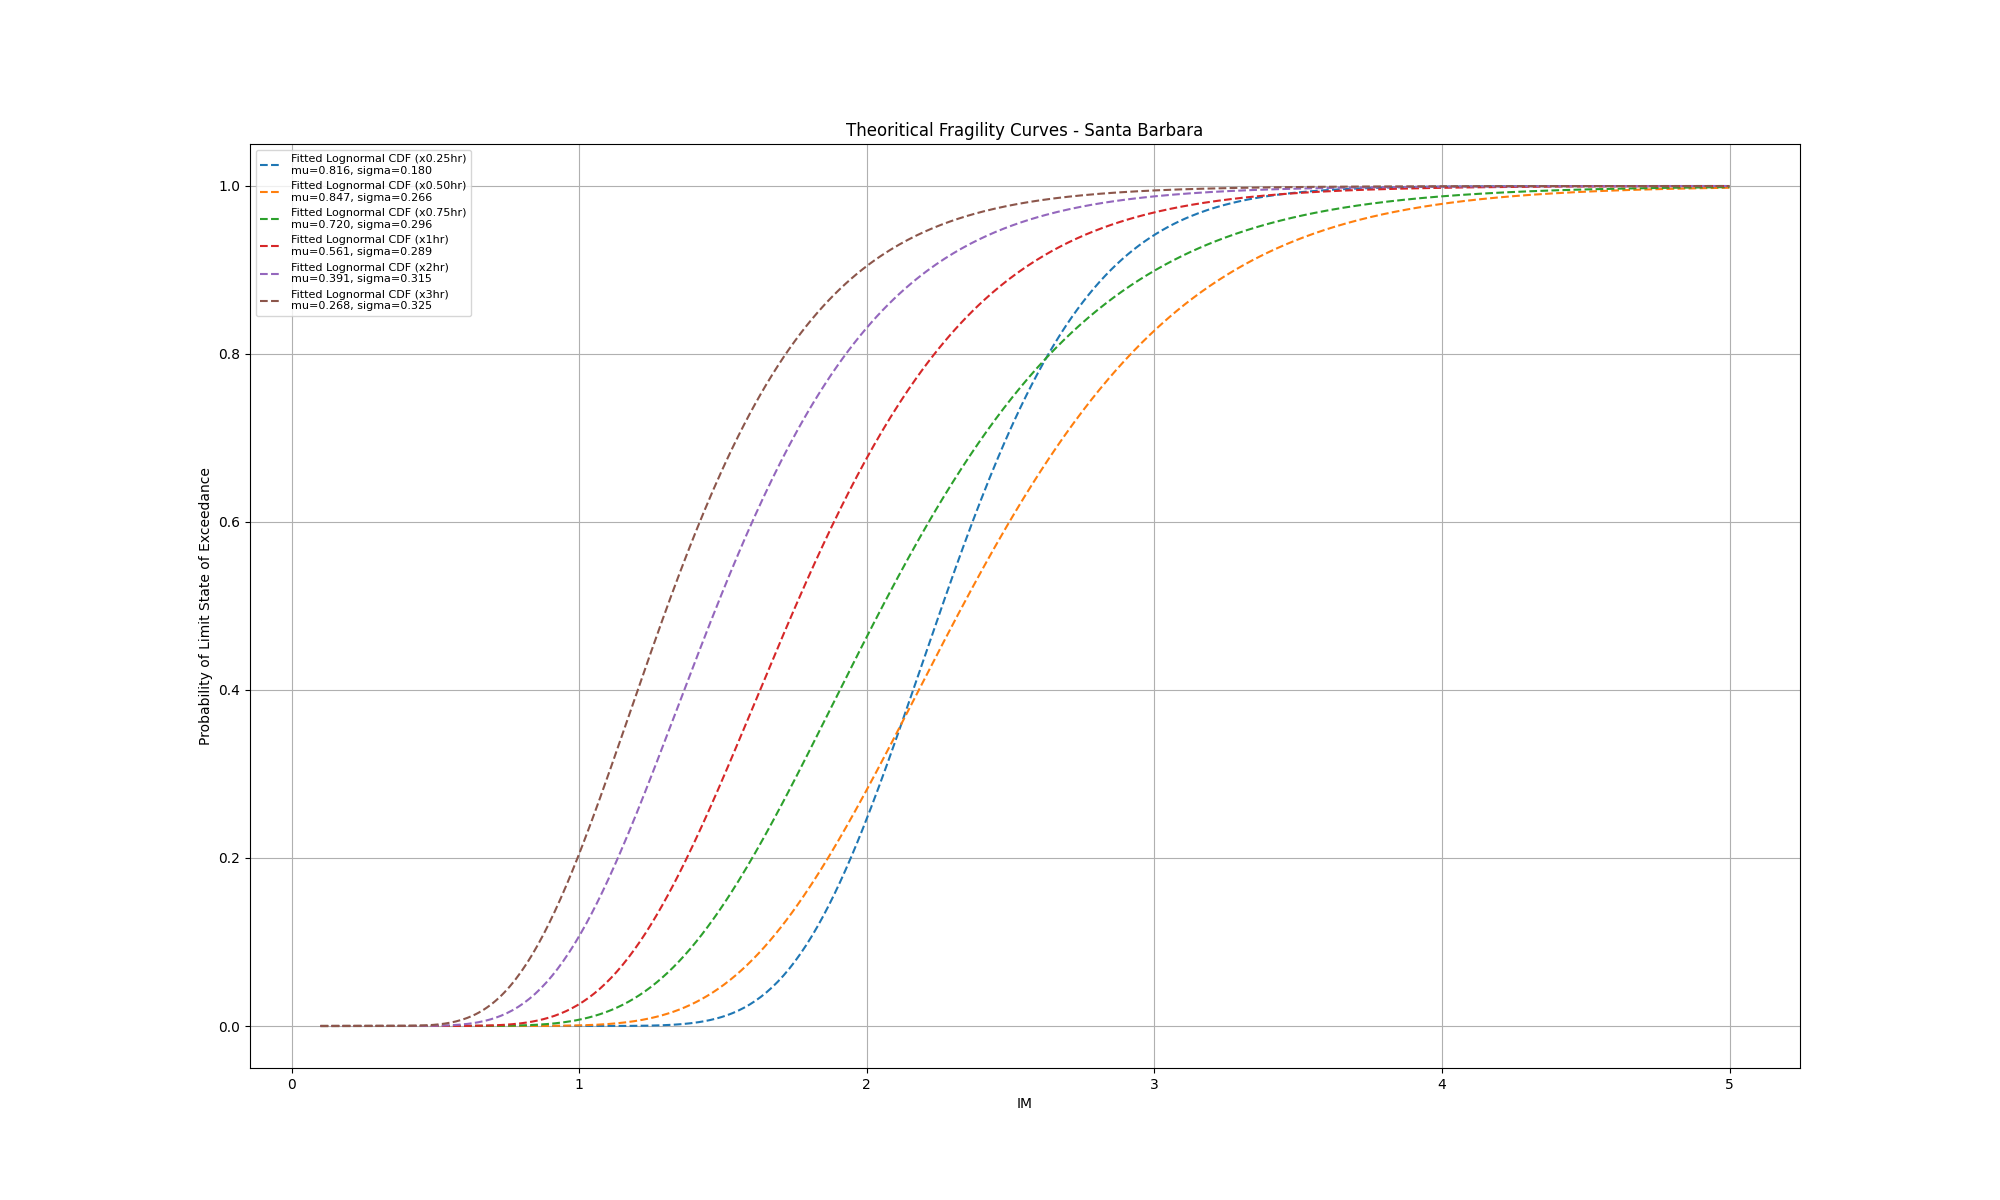 Theoritical Fragility Curves - Santa Barbara
Fitted Lognormal CDF (x0.25hr)
mu=0.816, sigma=0.180
Fitted Lognormal CDF (x0.50hr)
mu=0.847, sigma=0.266
Fitted Lognormal CDF (x0.75hr)
mu=0.720, sigma=0.296
Fitted Lognormal CDF (x1hr)
mu=0.561, sigma=0.289
Fitted Lognormal CDF (x2hr)
mu=0.391, sigma=0.315
Fitted Lognormal CDF (x3hr)
mu=0.268, sigma=0.325
Probability of Limit State of Exceedance
1.0
0.8
0.6
0.4
0.2
0.0
0 1 2 3 4 5
IM